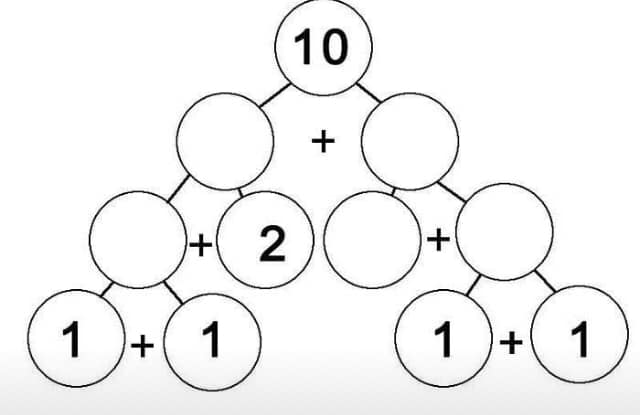 10
+
+ 2 +
1 + 1 1 + 1